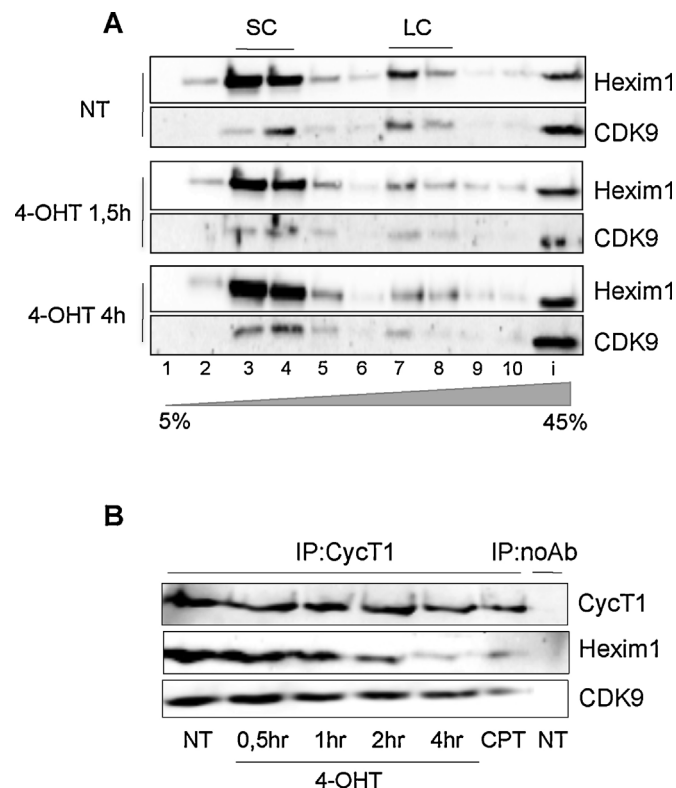 A
SC LC
NT
Hexim1
CDK9
4-OHT 1,5h
Hexim1
CDK9
4-OHT 4h
Hexim1
CDK9
1 2 3 4 5 6 7 8 9 10 i
5% 45%
B
IP:CycT1 IP:noAb
CycT1
Hexim1
CDK9
NT 0,5hr 1hr 2hr 4hr CPT NT
4-OHT